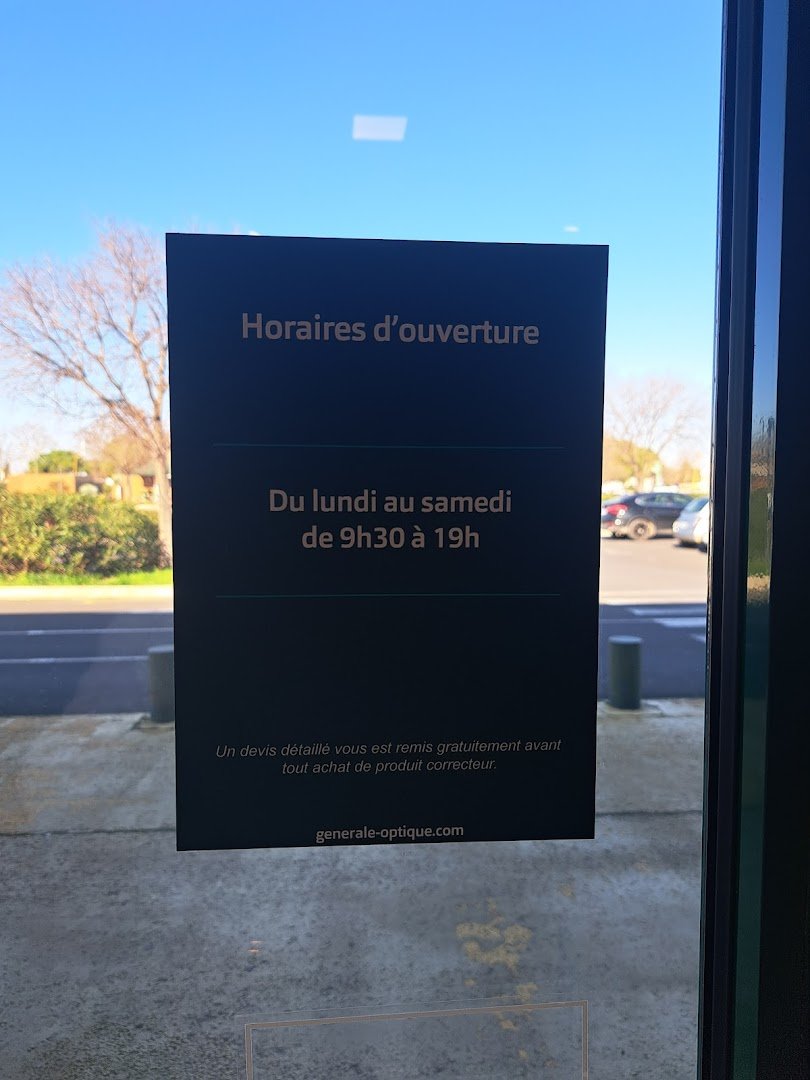 Horaires d'ouverture
Du lundi au samedi
de 9h30 à 19h
Un devis détaillé vous est remis gratuitement avant
tout achat de produit correcteur.
generale-optique.com